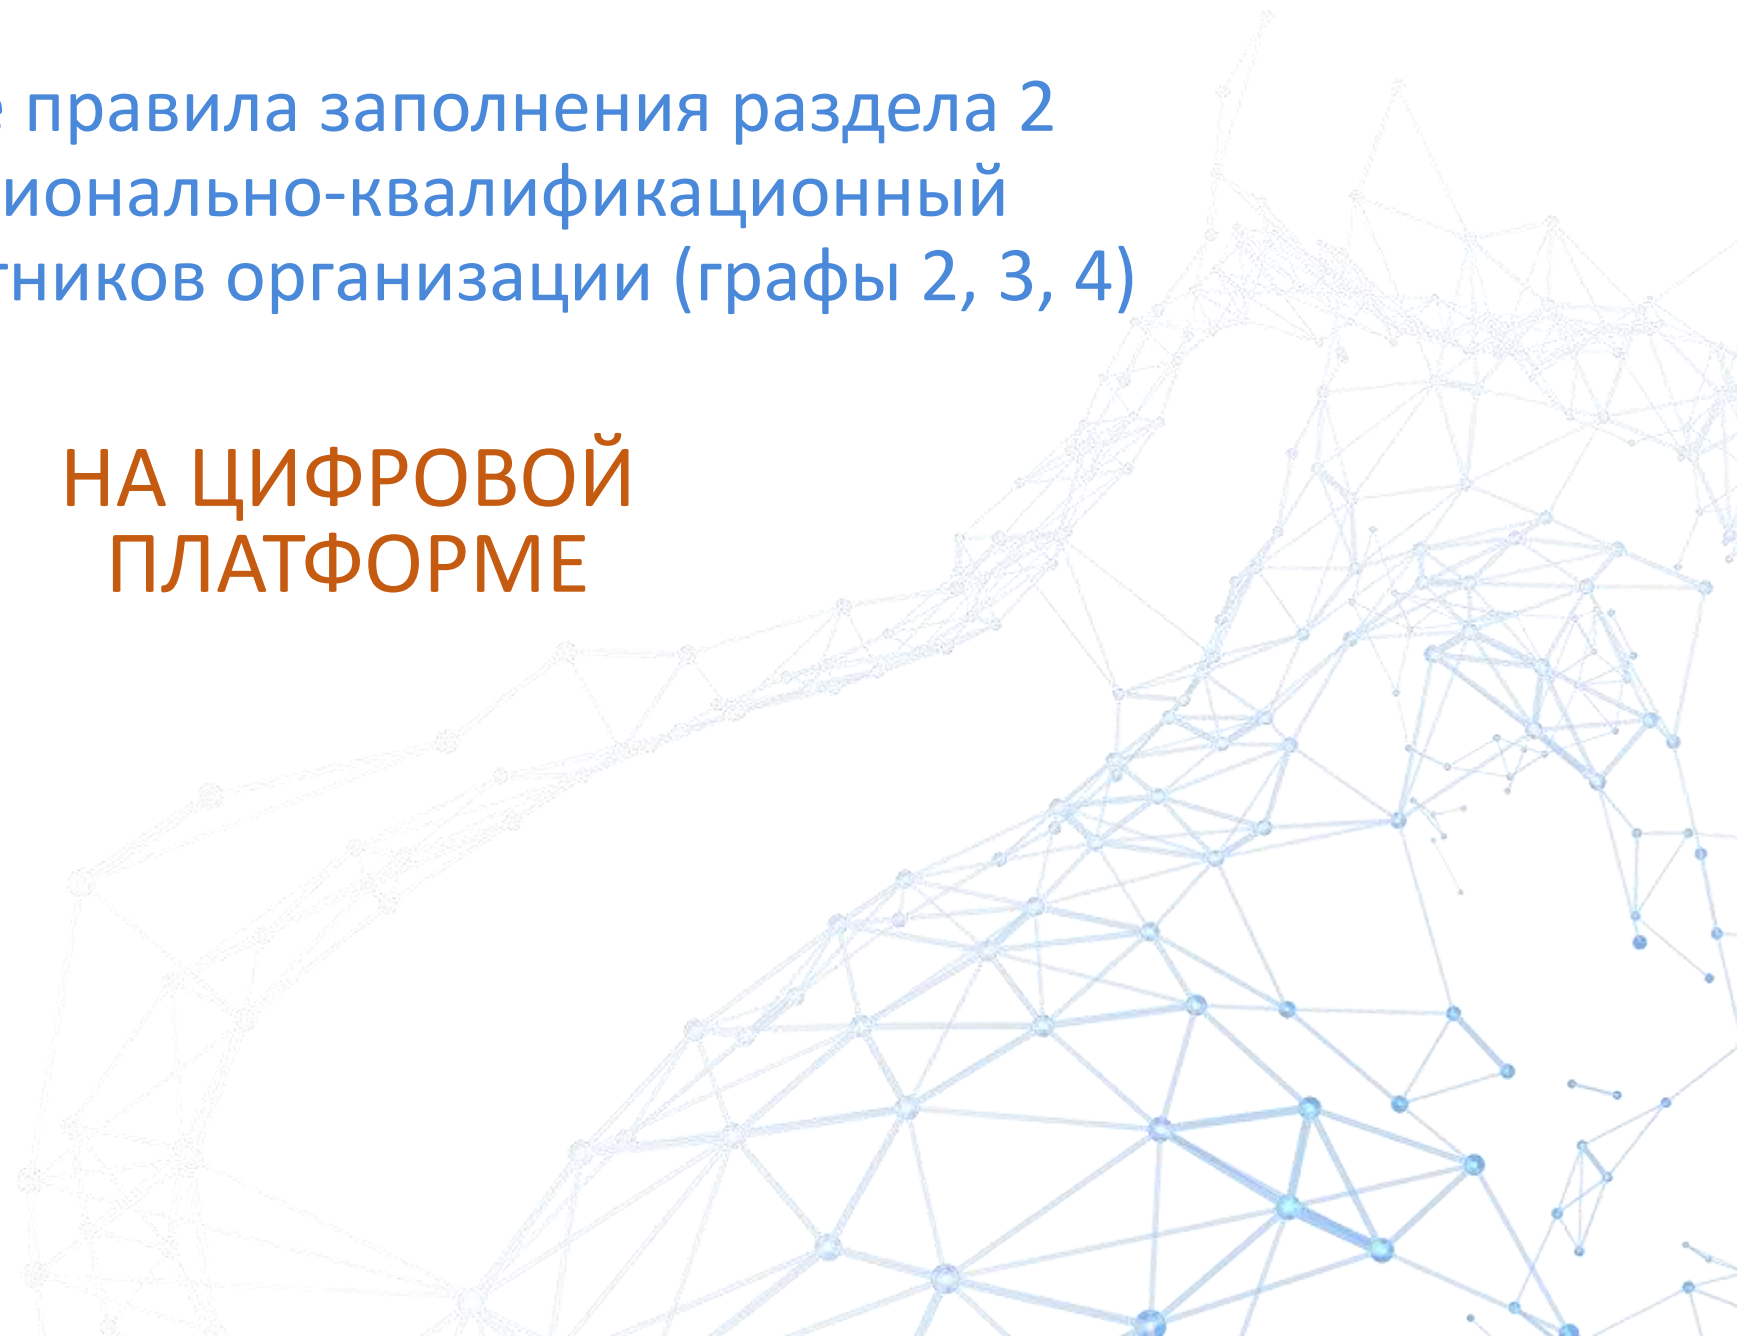 е правила заполнения раздела 2
ионально-квалификационный
тников организации (графы 2, 3, 4)
НА ЦИФРОВОЙ
ПЛАТФОРМЕ